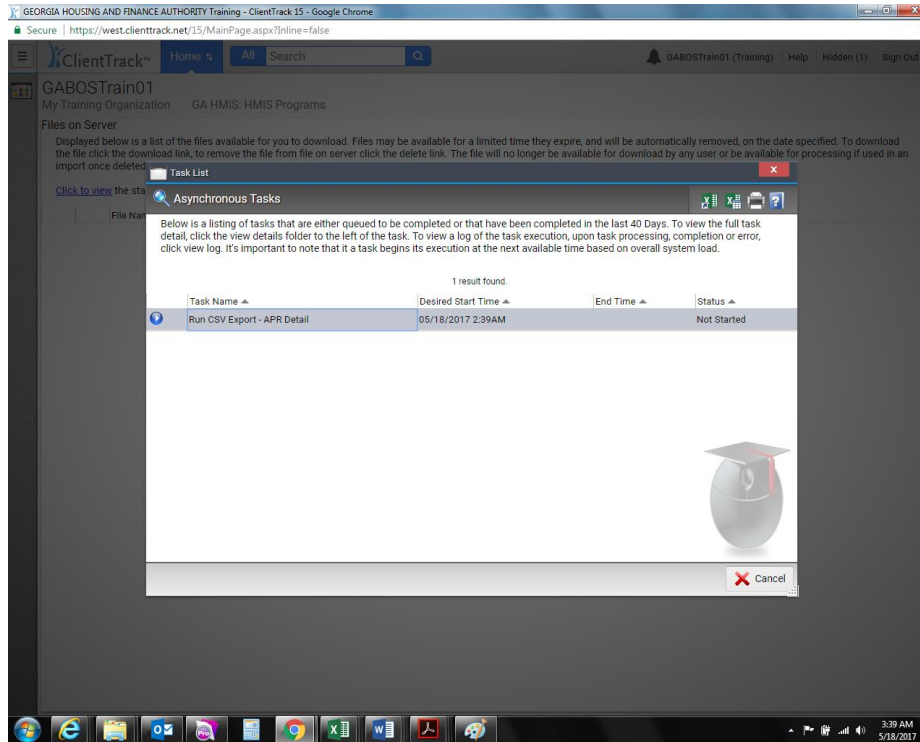 GEORGIA HOUSING AND FINANCE AUTHORITY Training - ClientTrack 15 - Google Chrome
Secure | https://west.clienttrack.net/15/MainPage.aspx?Inline=false
ClientTrack™ Home All Search GABOSTrain01 (Training) Help Hidden (1) Sign Out
GABOSTrain01
My Training Organization GA HMIS: HMIS Programs
Files on Server
Displayed below is a list of the files available for you to download. Files may be available for a limited time they expire, and will be automatically removed, on the date specified. To download
the file click the download link, to remove the file from file on server click the delete link. The file will no longer be available for download by any user or be available for processing if used in an
import once deleted
Task List
Click to view the sta
Asynchronous Tasks
File Nam
Below is a listing of tasks that are either queued to be completed or that have been completed in the last 40 Days. To view the full task
detail, click the view details folder to the left of the task. To view a log of the task execution, upon task processing, completion or error,
click view log. It's important to note that it a task begins its execution at the next available time based on overall system load.
1 result found.
Task Name Desired Start Time End Time Status
Run CSV Export - APR Detail 05/18/2017 2:39AM Not Started
Cancel
3:39 AM
5/18/2017